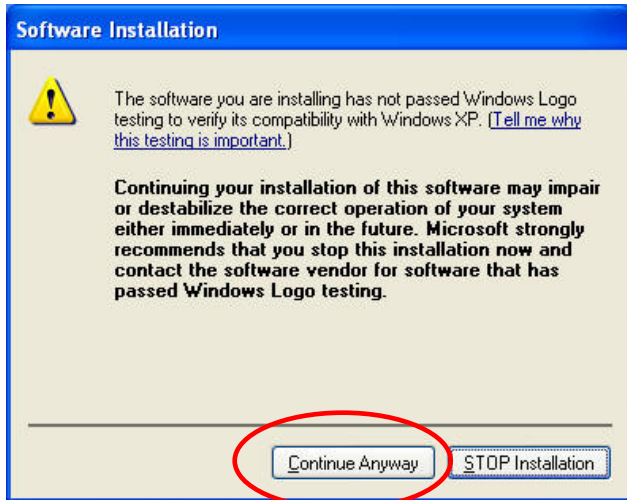 Software Installation
The software you are installing has not passed Windows Logo
testing to verify its compatibility with Windows XP. (Tell me why
this testing is important.)
Continuing your installation of this software may impair
or destabilize the correct operation of your system
either immediately or in the future. Microsoft strongly
recommends that you stop this installation now and
contact the software vendor for software that has
passed Windows Logo testing.
Continue Anyway
STOP Installation